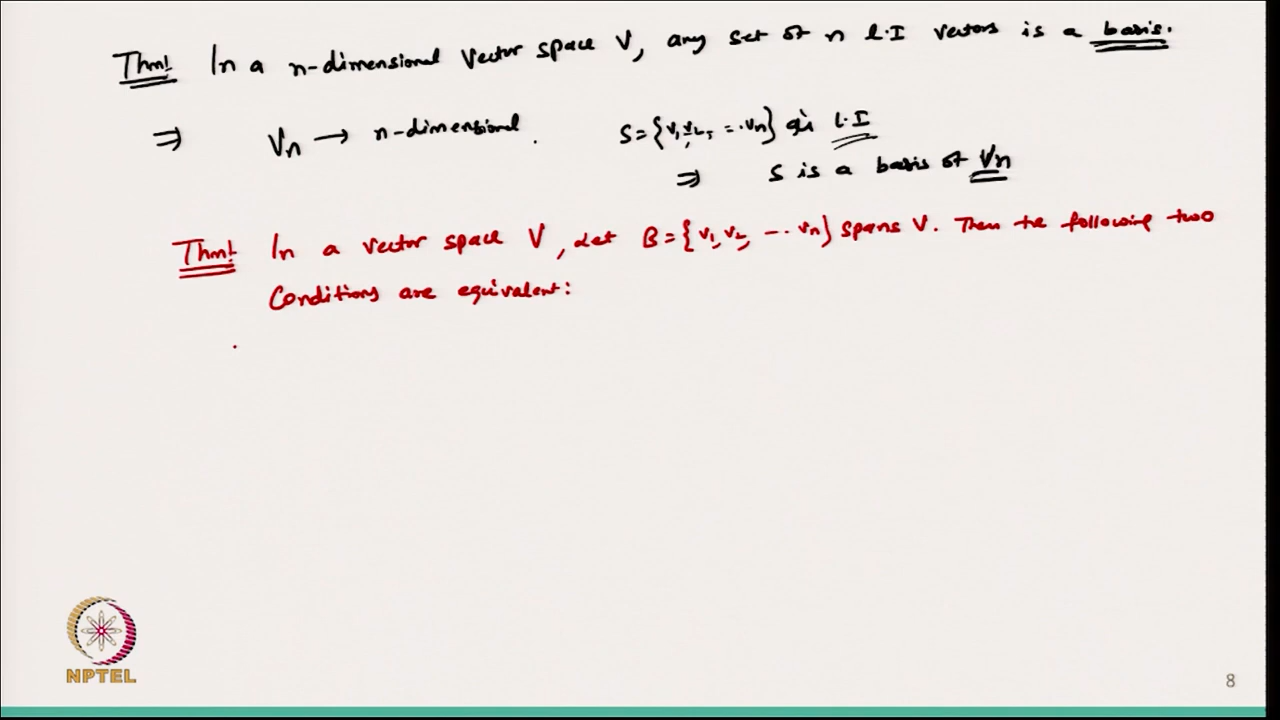 Thm! In a n-dimensional vector space V, any set of n l.I vectors is a basis.
⇒ Vn → n-dimensional. S = {v1, v2, -..vn} is L.I
⇒ S is a basis of Vn
Thm! In a vector space V, let B = {v1, v2, -.. vn} spans V. Then the following two
Conditions are equivalent:
NPTEL
8